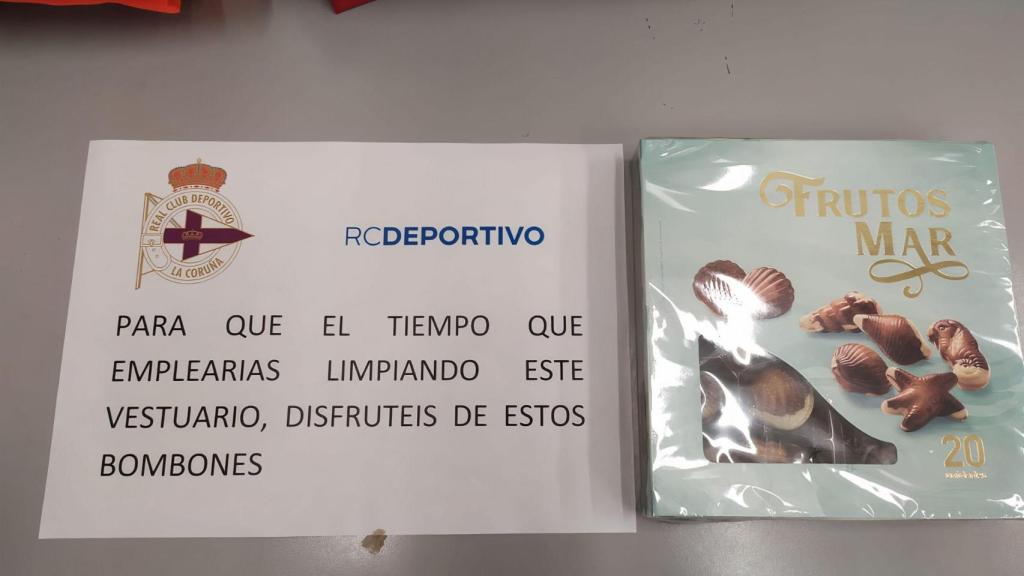 REAL CLUB DEPORTIVO
LA CORUÑA
RCDEPORTIVO
PARA QUE EL TIEMPO QUE
EMPLEARIAS LIMPIANDO ESTE
VESTUARIO, DISFRUTEIS DE ESTOS
BOMBONES
FRUTOS
MAR
20